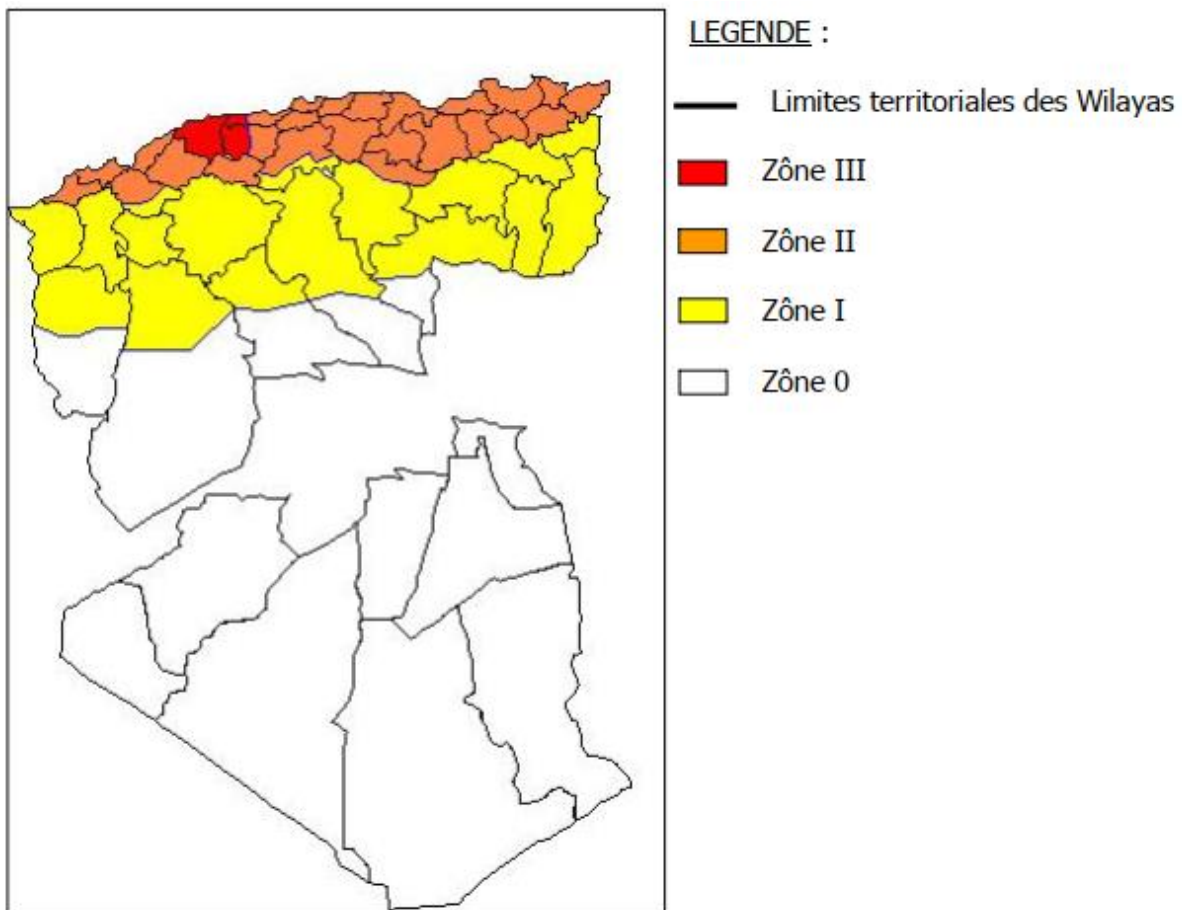 LEGENDE :
Limites territoriales des Wilayas
Zône III
Zône II
Zône I
Zône 0